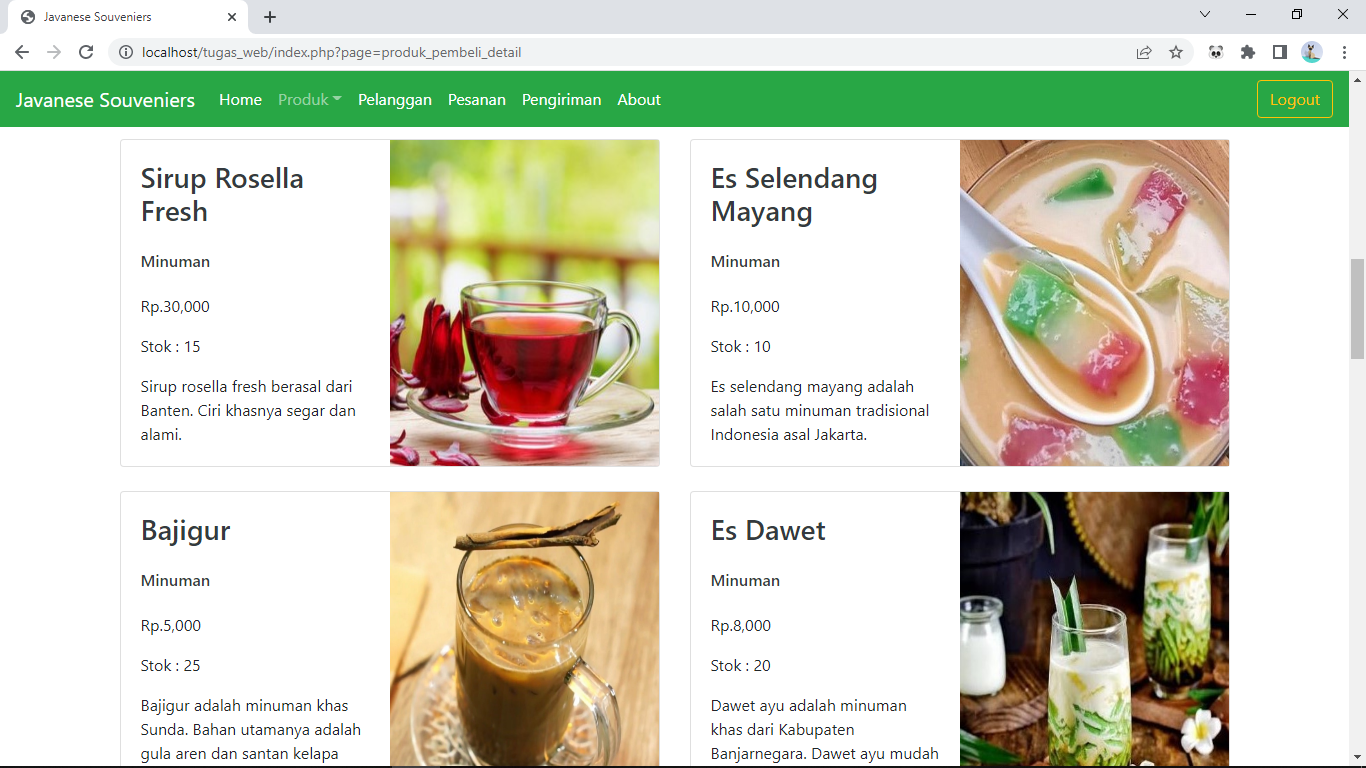 Javanese Souveniers
localhost/tugas_web/index.php?page=produk_pembeli_detail
Javanese Souveniers Home Produk Pelanggan Pesanan Pengiriman About Logout
Sirup Rosella
Fresh
Minuman
Rp.30,000
Stok : 15
Sirup rosella fresh berasal dari
Banten. Ciri khasnya segar dan
alami.
Es Selendang
Mayang
Minuman
Rp.10,000
Stok : 10
Es selendang mayang adalah
salah satu minuman tradisional
Indonesia asal Jakarta.
Bajigur
Minuman
Rp.5,000
Stok : 25
Bajigur adalah minuman khas
Sunda. Bahan utamanya adalah
gula aren dan santan kelapa
Es Dawet
Minuman
Rp.8,000
Stok : 20
Dawet ayu adalah minuman
khas dari Kabupaten
Banjarnegara. Dawet ayu mudah